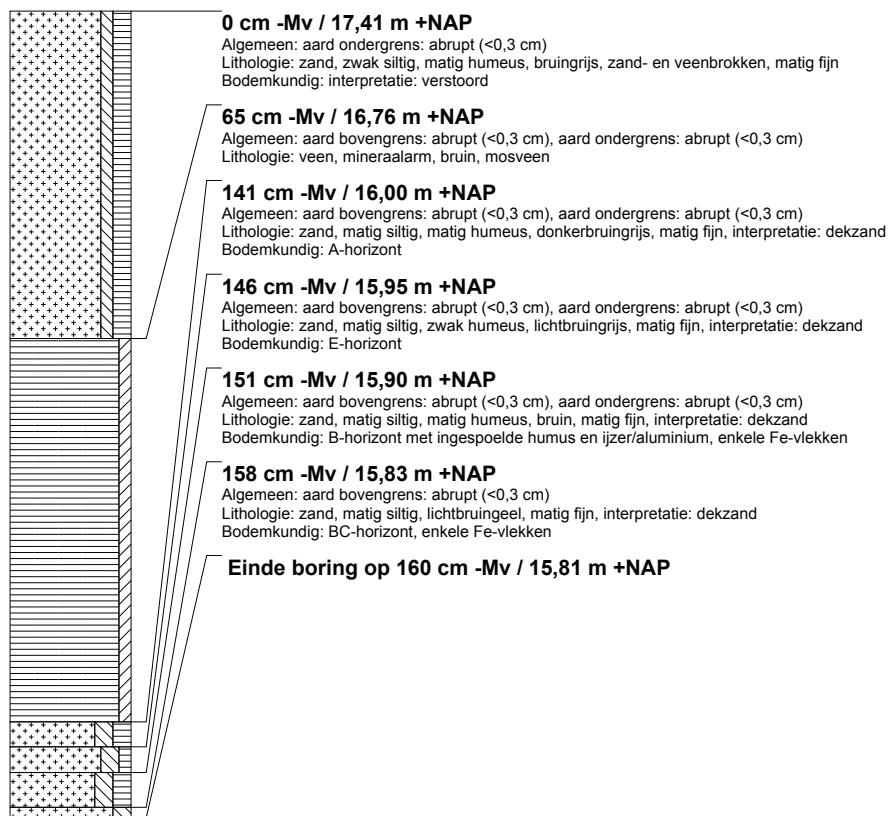 0 cm -Mv / 17,41 m +NAP
Algemeen: aard ondergrens: abrupt (<0,3 cm)
Lithologie: zand, zwak siltig, matig humeus, bruingrijs, zand- en veenbrokken, matig fijn
Bodemkundig: interpretatie: verstoord
65 cm -Mv / 16,76 m +NAP
Algemeen: aard bovengrens: abrupt (<0,3 cm), aard ondergrens: abrupt (<0,3 cm)
Lithologie: veen, mineraalarm, bruin, mosveen
141 cm -Mv / 16,00 m +NAP
Algemeen: aard bovengrens: abrupt (<0,3 cm), aard ondergrens: abrupt (<0,3 cm)
Lithologie: zand, matig siltig, matig humeus, donkerbruingrijs, matig fijn, interpretatie: dekzand
Bodemkundig: A-horizont
146 cm -Mv / 15,95 m +NAP
Algemeen: aard bovengrens: abrupt (<0,3 cm), aard ondergrens: abrupt (<0,3 cm)
Lithologie: zand, matig siltig, zwak humeus, lichtbruingrijs, matig fijn, interpretatie: dekzand
Bodemkundig: E-horizont
151 cm -Mv / 15,90 m +NAP
Algemeen: aard bovengrens: abrupt (<0,3 cm), aard ondergrens: abrupt (<0,3 cm)
Lithologie: zand, matig siltig, matig humeus, bruin, matig fijn, interpretatie: dekzand
Bodemkundig: B-horizont met ingespoelde humus en ijzer/aluminium, enkele Fe-vlekken
158 cm -Mv / 15,83 m +NAP
Algemeen: aard bovengrens: abrupt (<0,3 cm)
Lithologie: zand, matig siltig, lichtbruingeel, matig fijn, interpretatie: dekzand
Bodemkundig: BC-horizont, enkele Fe-vlekken
Einde boring op 160 cm -Mv / 15,81 m +NAP